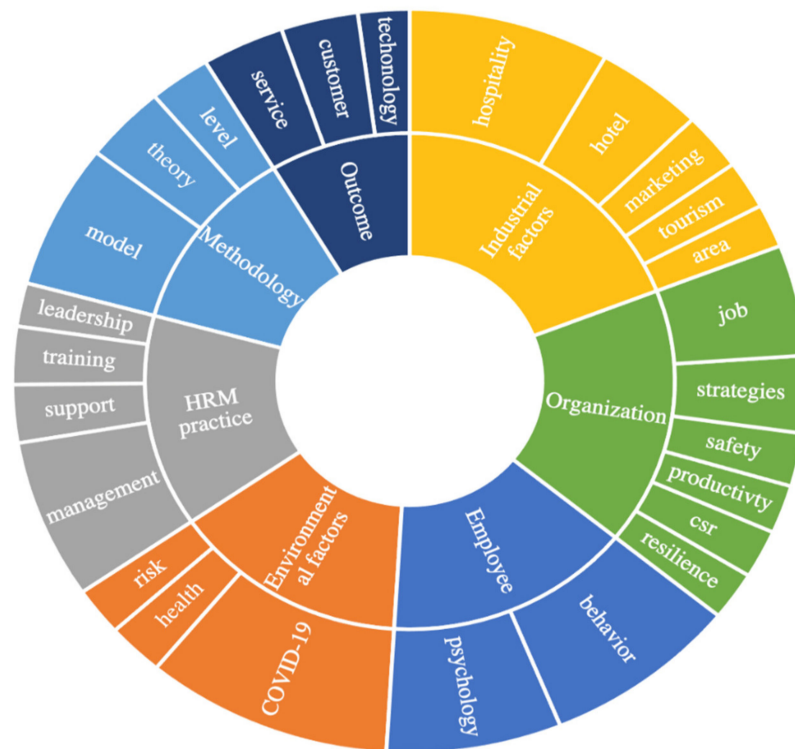 Industrial
factors
hospitality
hotel
marketing
tourism
area
Organization
job
strategies
safety
productivty
csr
resilience
Employee
behavior
psychology
Environment
al factors
COVID-19
health
risk
HRM
practice
management
support
training
leadership
Methodology
model
theory
level
Outcome
service
customer
techonology